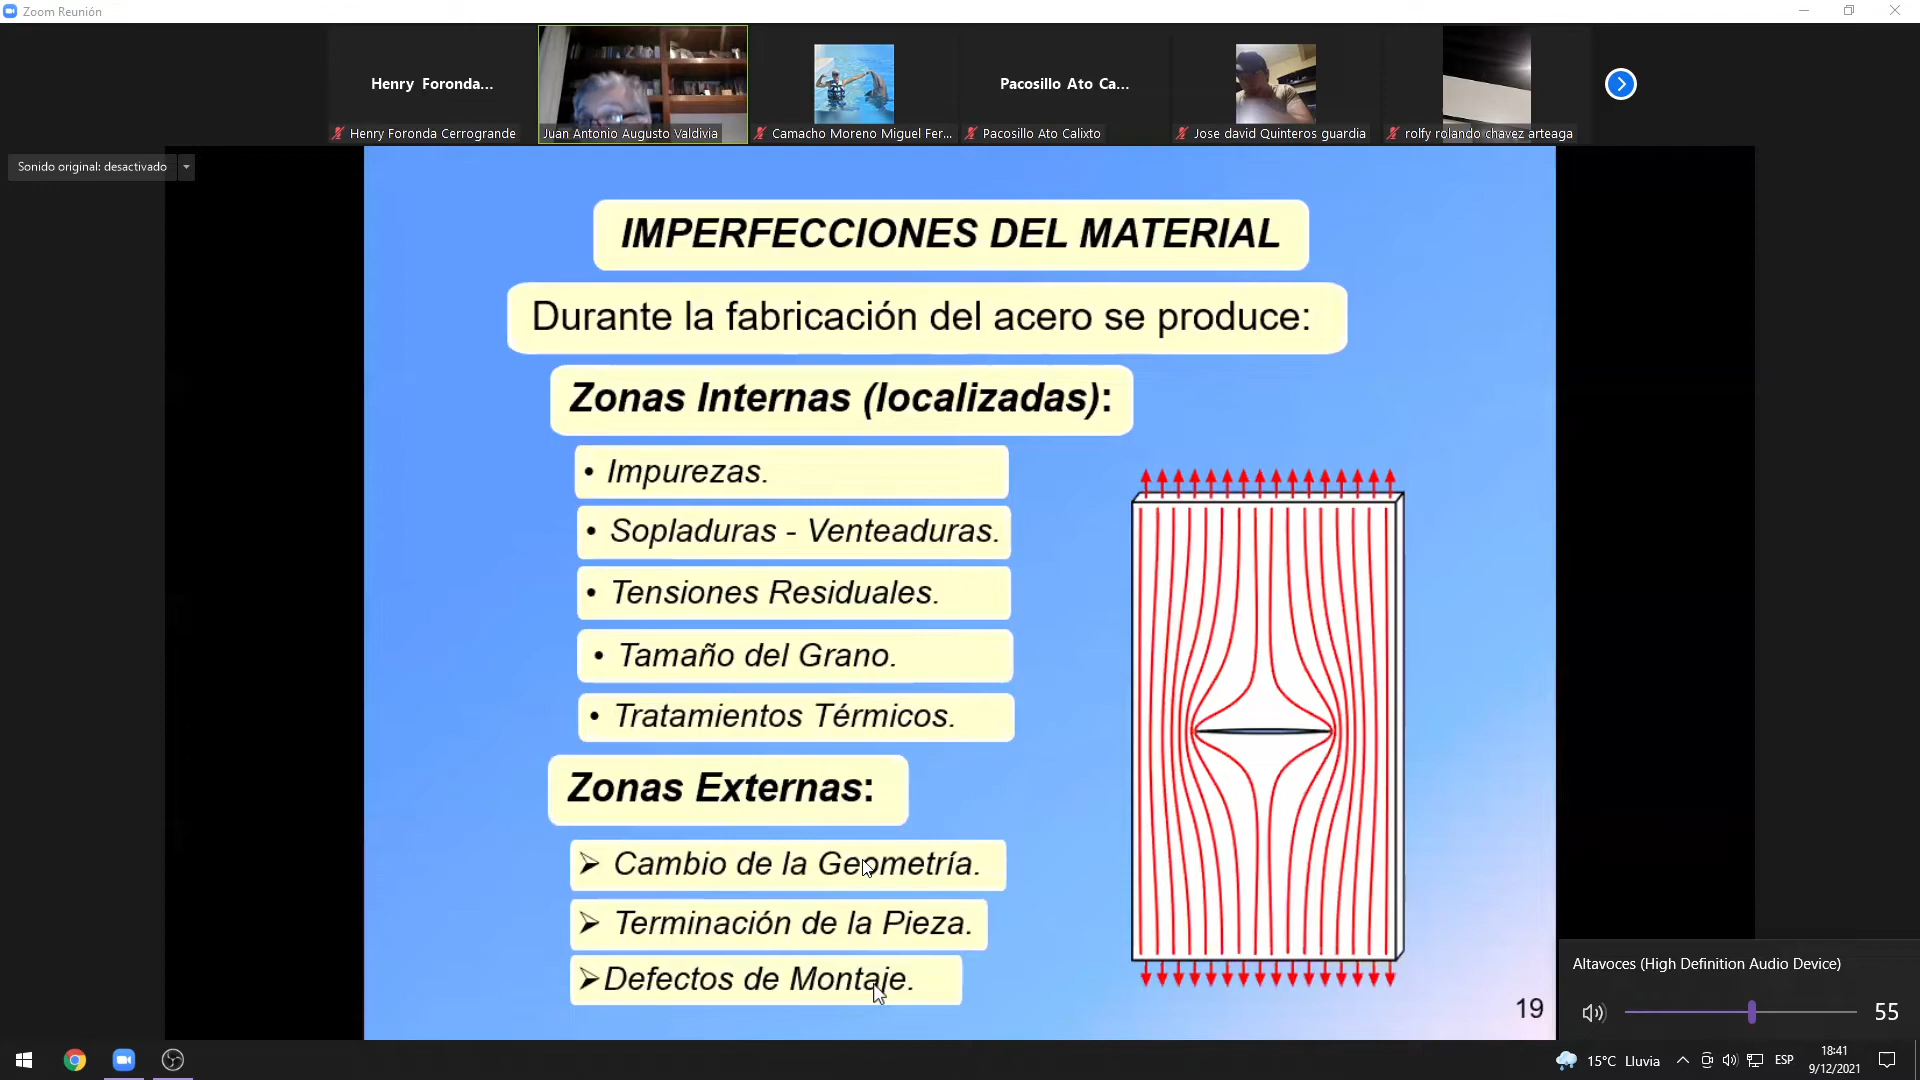 Zoom Reunión
Henry Foronda...
Pacosillo Ato Ca...
Henry Foronda Cerrogrande
Juan Antonio Augusto Valdivia
Camacho Moreno Miguel Fer...
Pacosillo Ato Calixto
Jose david Quinteros guardia
rolfy rolando chavez arteaga
Sonido original: desactivado
IMPERFECCIONES DEL MATERIAL
Durante la fabricación del acero se produce:
Zonas Internas (localizadas):
• Impurezas.
• Sopladuras - Venteaduras.
• Tensiones Residuales.
• Tamaño del Grano.
• Tratamientos Térmicos.
Zonas Externas:
➢ Cambio de la Geometría.
➢ Terminación de la Pieza.
➢Defectos de Montaje.
19
Altavoces (High Definition Audio Device)
55
15°C Lluvia
ESP
18:41
9/12/2021